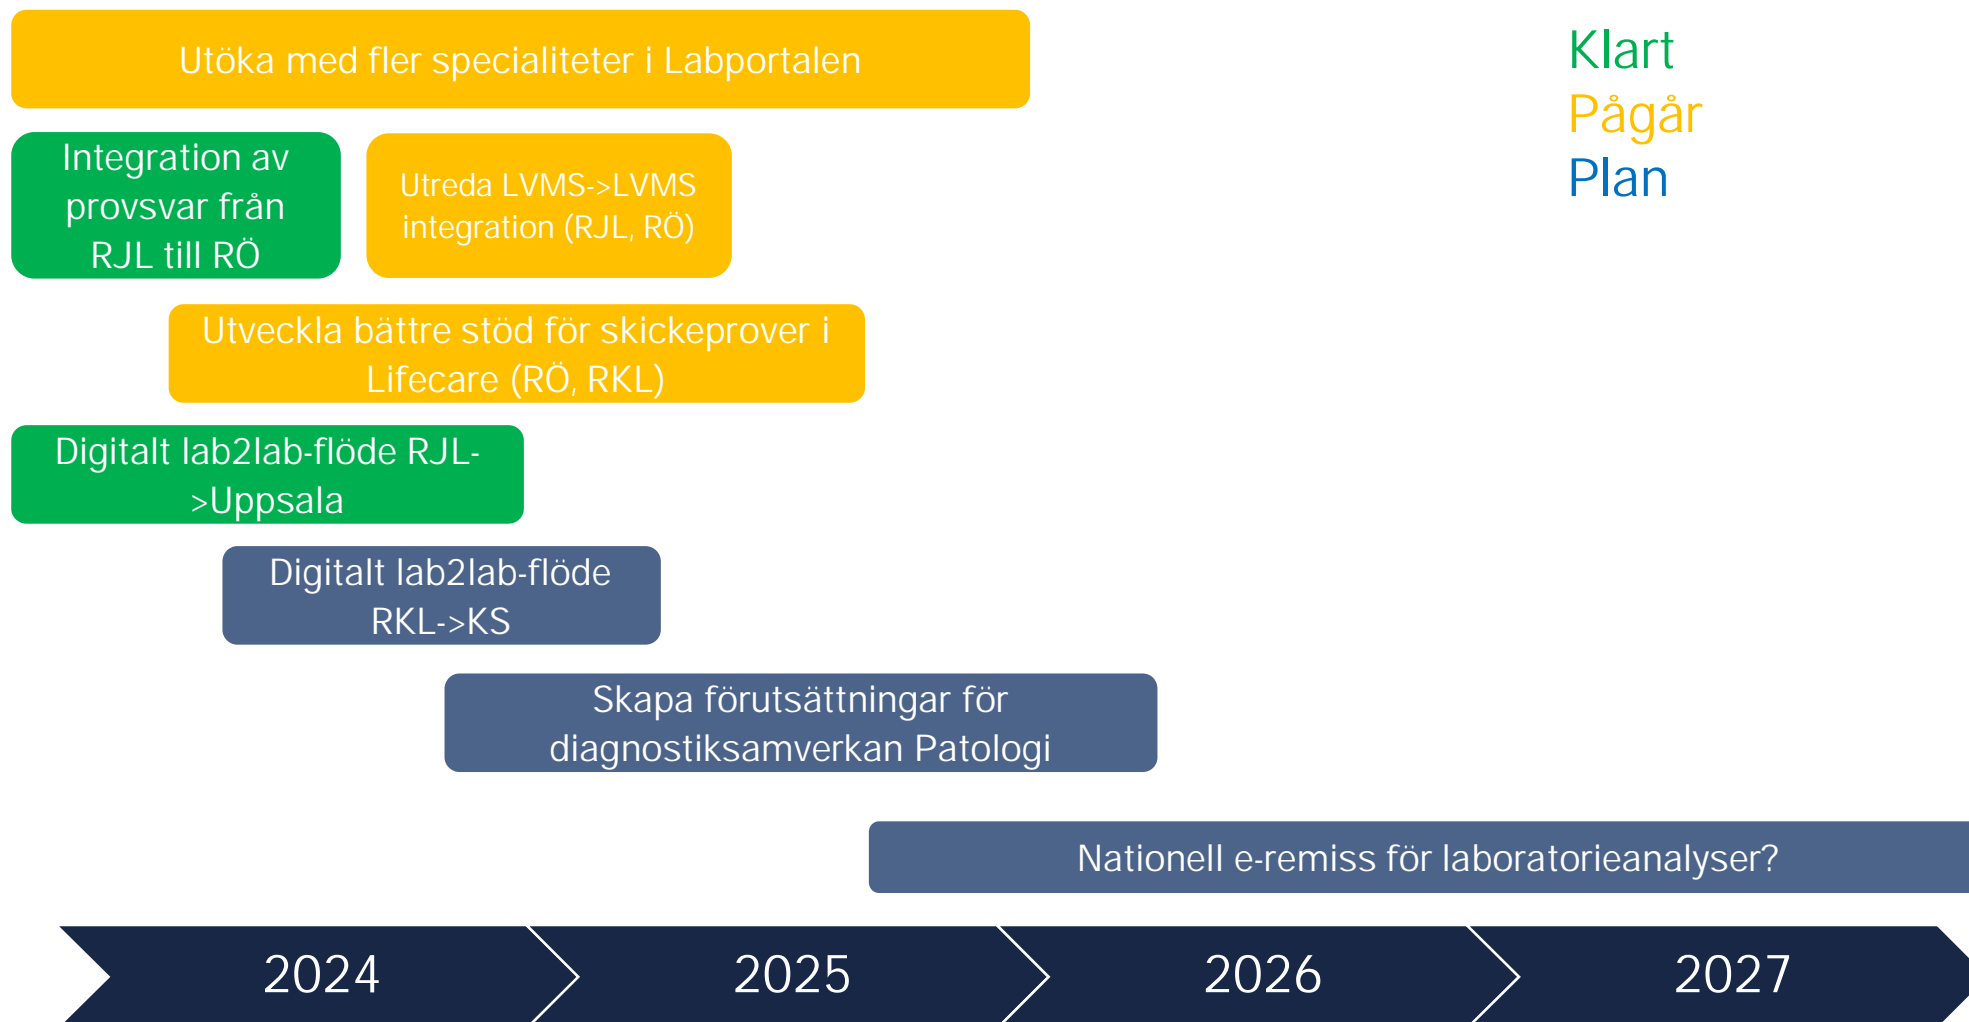 Utöka med fler specialiteter i Labportalen
Klart
Pågår
Plan
Integration av
provsvar från
RJL till RÖ
Utreda LVMS->LVMS
integration (RJL, RÖ)
Utveckla bättre stöd för skickeprover i
Lifecare (RÖ, RKL)
Digitalt lab2lab-flöde RJL-
>Uppsala
Digitalt lab2lab-flöde
RKL->KS
Skapa förutsättningar för
diagnostiksamverkan Patologi
Nationell e-remiss för laboratorieanalyser?
2024
2025
2026
2027